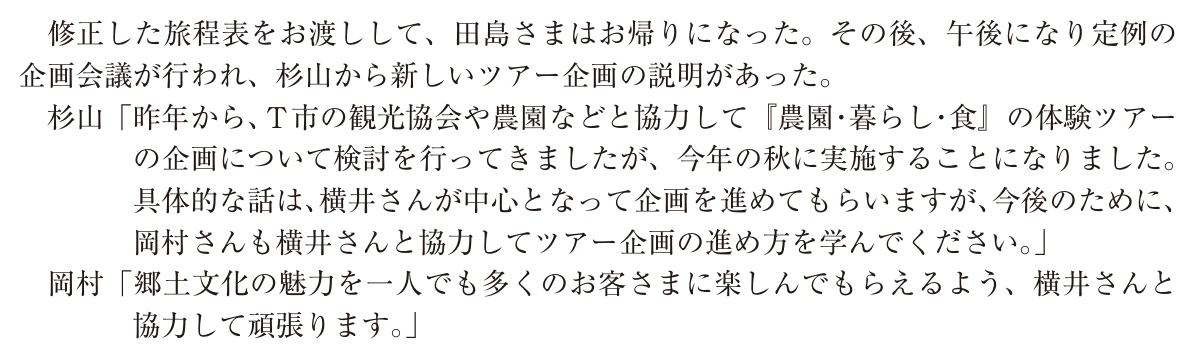 修正した旅程表をお渡しして、田島さまはお帰りになった。その後、午後になり定例の
企画会議が行われ、杉山から新しいツアー企画の説明があった。
杉山「昨年から、T市の観光協会や農園などと協力して『農園・暮らし・食』の体験ツアー
の企画について検討を行ってきましたが、今年の秋に実施することになりました。
具体的な話は、横井さんが中心となって企画を進めてもらいますが、今後のために、
岡村さんも横井さんと協力してツアー企画の進め方を学んでください。」
岡村「郷土文化の魅力を一人でも多くのお客さまに楽しんでもらえるよう、横井さんと
協力して頑張ります。」